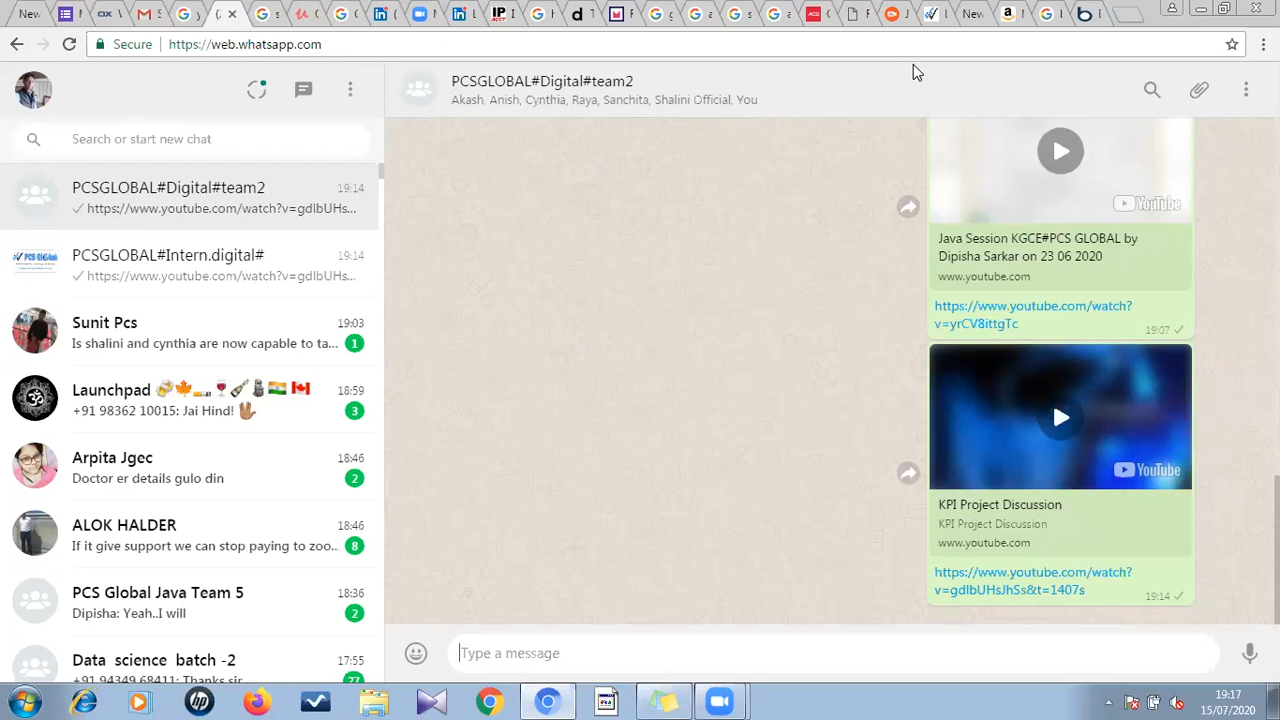 New
Secure
https://web.whatsapp.com
Search or start new chat
PCSGLOBAL#Digital#team2
19:14
https://www.youtube.com/watch?v=gdlbUHs...
PCSGLOBAL#Intern.digital#
19:14
https://www.youtube.com/watch?v=gdlbUHs...
Sunit Pcs
19:03
Is shalini and cynthia are now capable to ta...
1
Launchpad
18:59
+91 98362 10015: Jai Hind!
3
Arpita Jgec
18:46
Doctor er details gulo din
2
ALOK HALDER
18:46
If it give support we can stop paying to zoo...
8
PCS Global Java Team 5
18:36
Dipisha: Yeah..I will
2
Data science batch -2
17:55
+91 94349 68411: Thanks sir
27
PCSGLOBAL#Digital#team2
Akash, Anish, Cynthia, Raya, Sanchita, Shalini Official, You
YouTube
Java Session KGCE#PCS GLOBAL by
Dipisha Sarkar on 23 06 2020
www.youtube.com
https://www.youtube.com/watch?
v=yrCV8ittgTc
19:07
YouTube
KPI Project Discussion
KPI Project Discussion
www.youtube.com
https://www.youtube.com/watch?
v=gdlbUHsJhSs&t=1407s
19:14
Type a message
19:17
15/07/2020